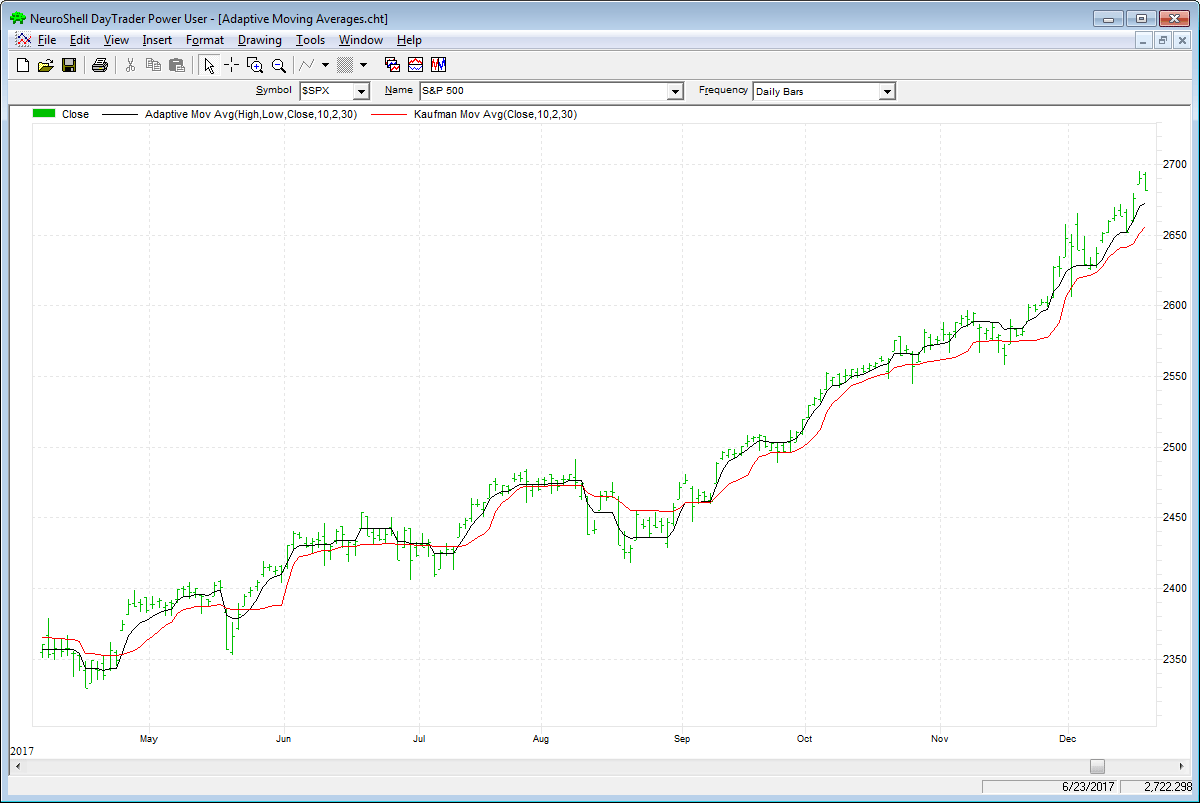 NeuroShell DayTrader Power User - [Adaptive Moving Averages.cht]
File Edit View Insert Format Drawing Tools Window Help
Symbol $SPX Name S&P 500 Frequency Daily Bars
Close Adaptive Mov Avg(High,Low,Close,10,2,30) Kaufman Mov Avg(Close,10,2,30)
2700
2650
2600
2550
2500
2450
2400
2350
May Jun Jul Aug Sep Oct Nov Dec
2017
6/23/2017 2,722.298